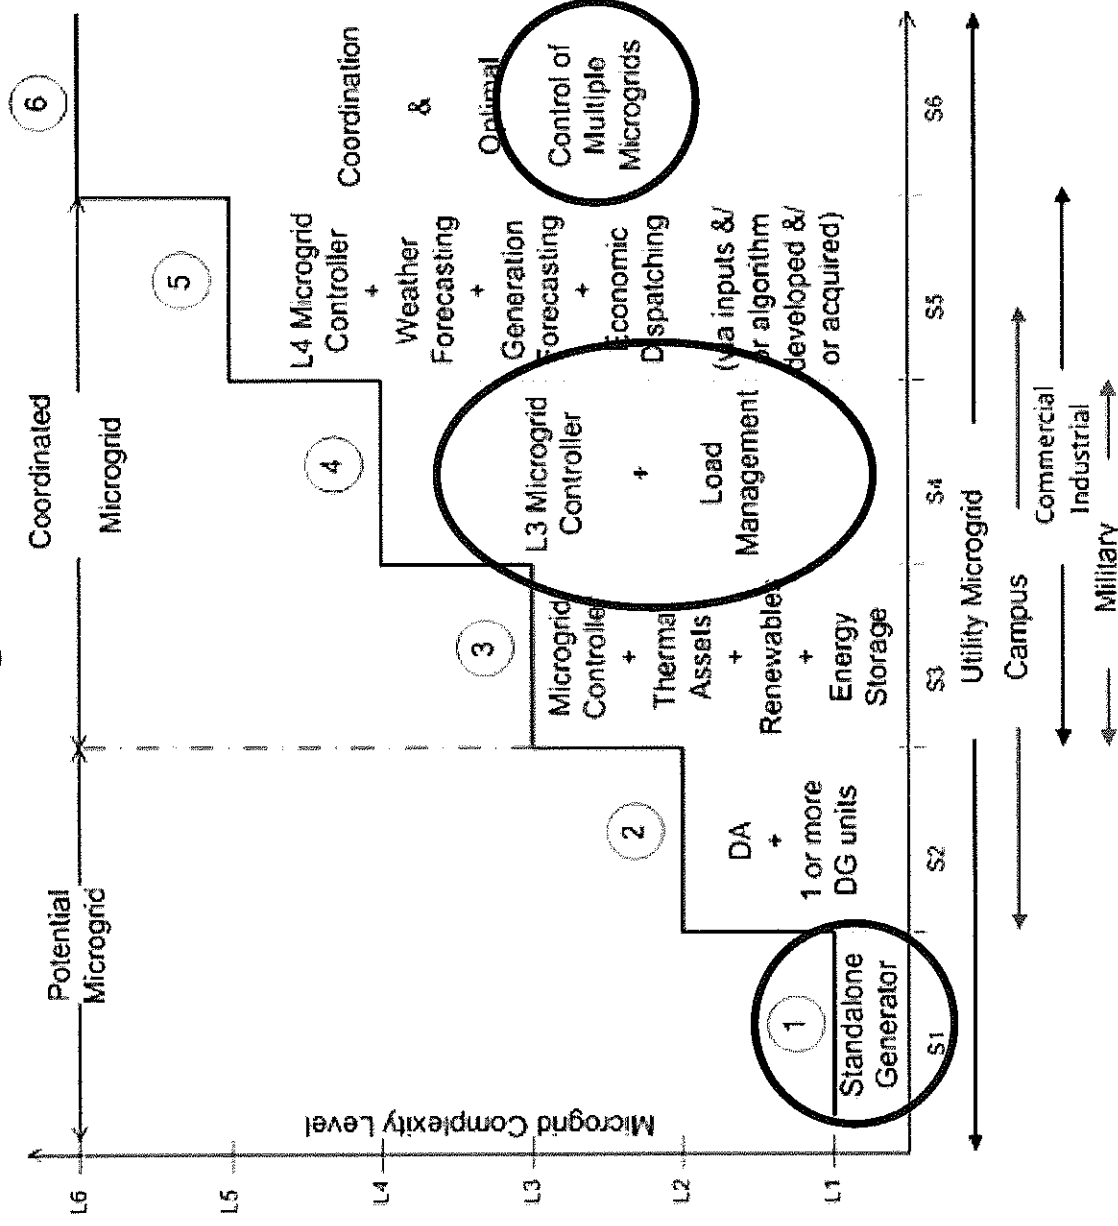 Potential
Microgrid
Coordinated
Microgrid
Microgrid Complexity Level
L6
L5
L4
L3
L2
L1
1
Standalone
Generator
2
DA
+
1 or more
DG units
3
Microgrid
Controller
+
Thermal
Assets
+
Renewables
+
Energy
Storage
4
L3 Microgrid
Controller
+
Load
Management
5
L4 Microgrid
Controller
+
Weather
Forecasting
+
Generation
Forecasting
+
Economic
Dispatching
(via inputs &/
or algorithm
developed &/
or acquired)
6
Coordination
&
Optimal
Control of
Multiple
Microgrids
S1
S2
S3
S4
S5
S6
Utility Microgrid
Campus
Commercial
Industrial
Military